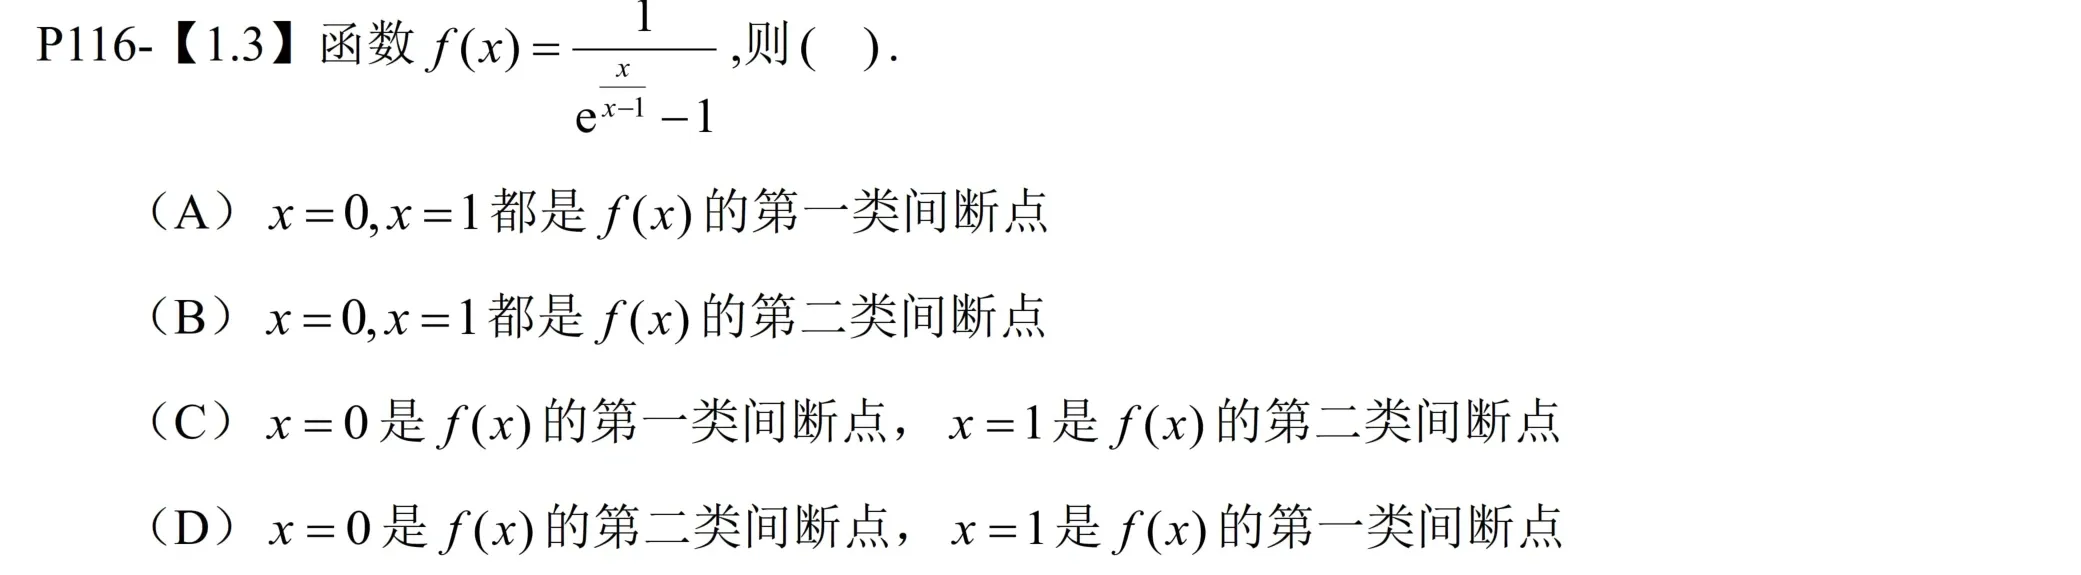 P116-【1.3】函数 $f(x)=\frac{1}{e^{\frac{x}{x-1}}-1}$,则(  ).
（A）$x=0,x=1$都是$f(x)$的第一类间断点
（B）$x=0,x=1$都是$f(x)$的第二类间断点
（C）$x=0$是$f(x)$的第一类间断点，$x=1$是$f(x)$的第二类间断点
（D）$x=0$是$f(x)$的第二类间断点，$x=1$是$f(x)$的第一类间断点